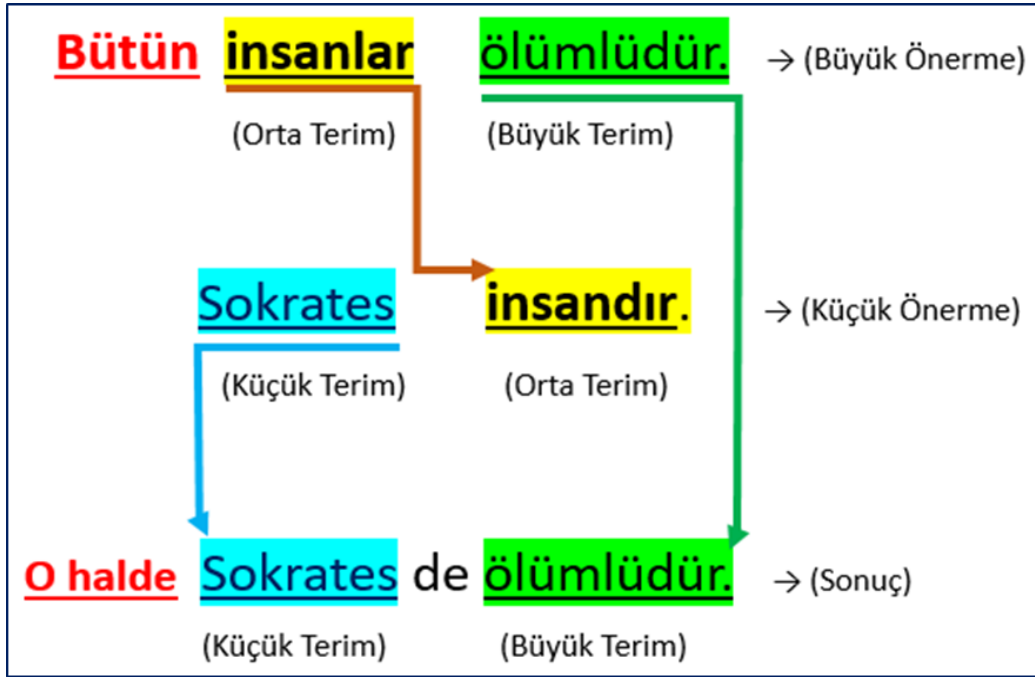 Bütün insanlar ölümlüdür. → (Büyük Önerme)
(Orta Terim) (Büyük Terim)
Sokrates insandır. → (Küçük Önerme)
(Küçük Terim) (Orta Terim)
O halde Sokrates de ölümlüdür. → (Sonuç)
(Küçük Terim) (Büyük Terim)